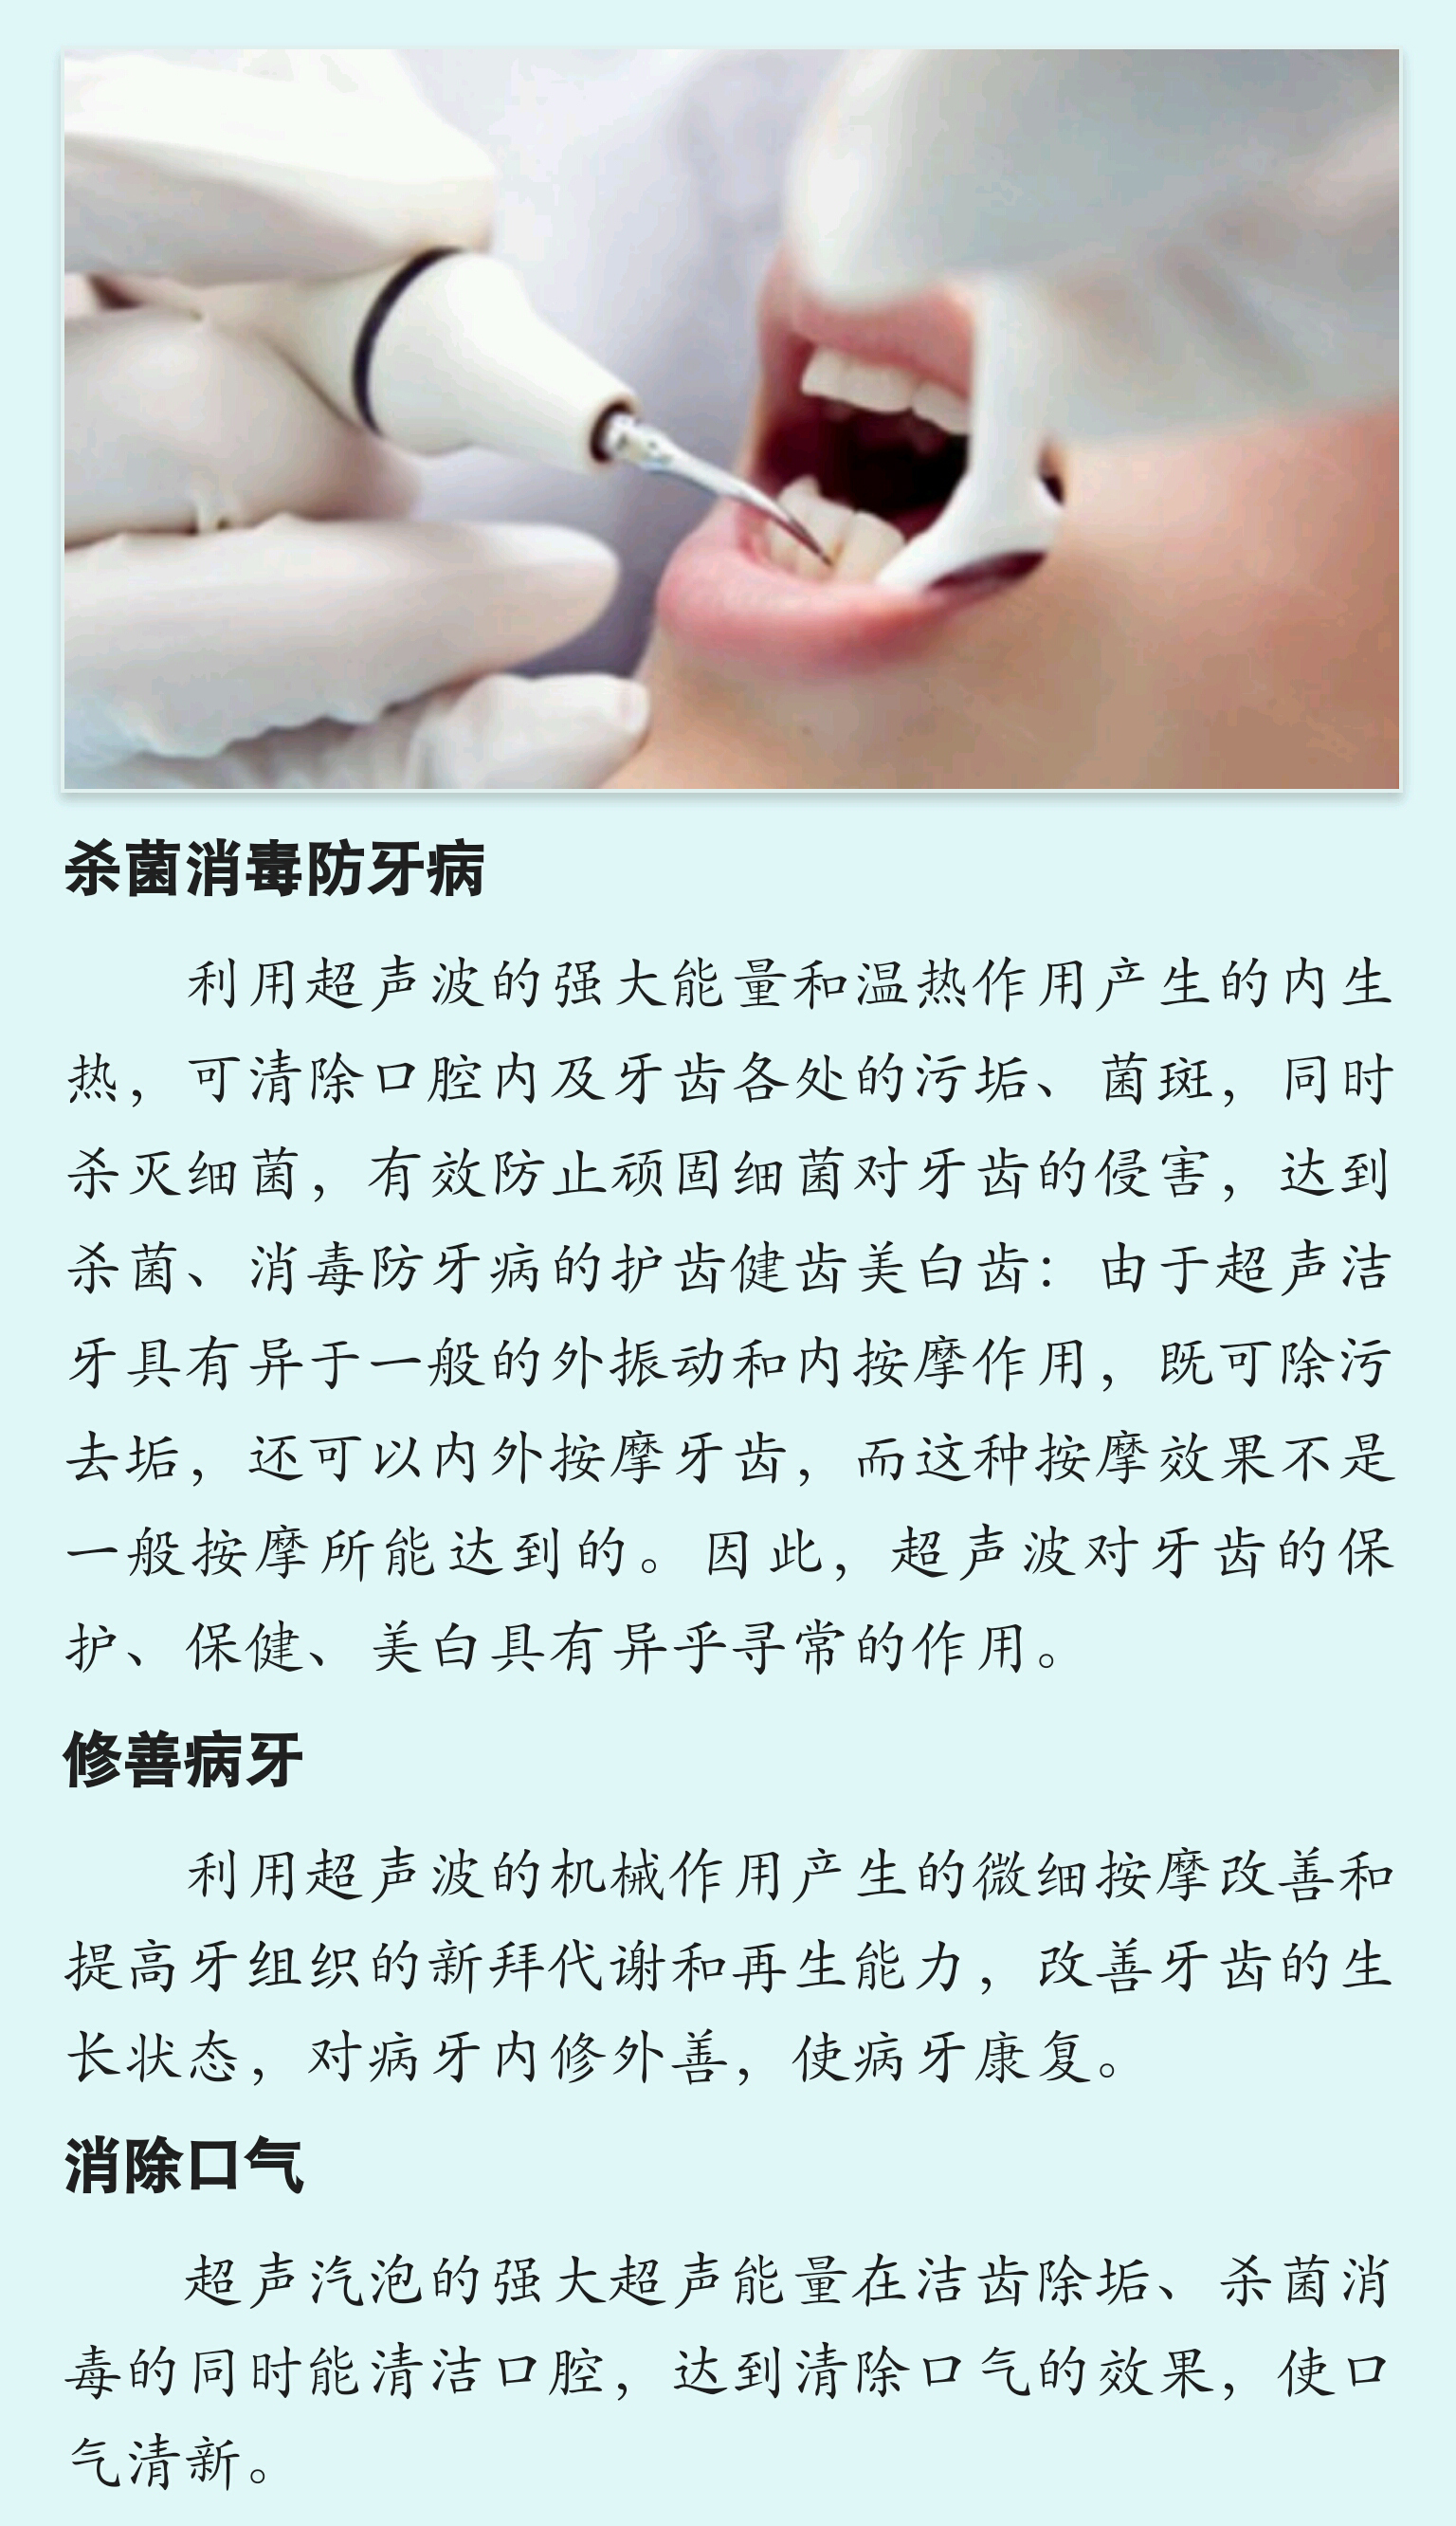 杀菌消毒防牙病
利用超声波的强大能量和温热作用产生的内生
热，可清除口腔内及牙齿各处的污垢、菌斑，同时
杀灭细菌，有效防止顽固细菌对牙齿的侵害，达到
杀菌、消毒防牙病的护齿健齿美白齿：由于超声洁
牙具有异于一般的外振动和内按摩作用，既可除污
去垢，还可以内外按摩牙齿，而这种按摩效果不是
一般按摩所能达到的。因此，超声波对牙齿的保
护、保健、美白具有异乎寻常的作用。
修善病牙
利用超声波的机械作用产生的微细按摩改善和
提高牙组织的新拜代谢和再生能力，改善牙齿的生
长状态，对病牙内修外善，使病牙康复。
消除口气
超声汽泡的强大超声能量在洁齿除垢、杀菌消
毒的同时能清洁口腔，达到清除口气的效果，使口
气清新。